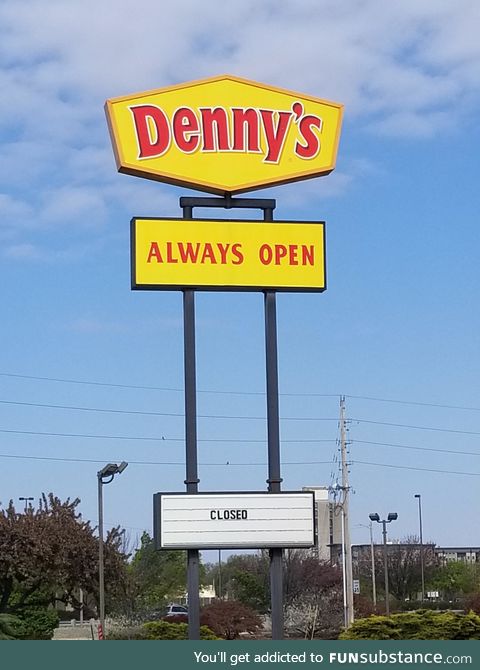 Denny's
ALWAYS OPEN
CLOSED
You'll get addicted to FUNsubstance.com